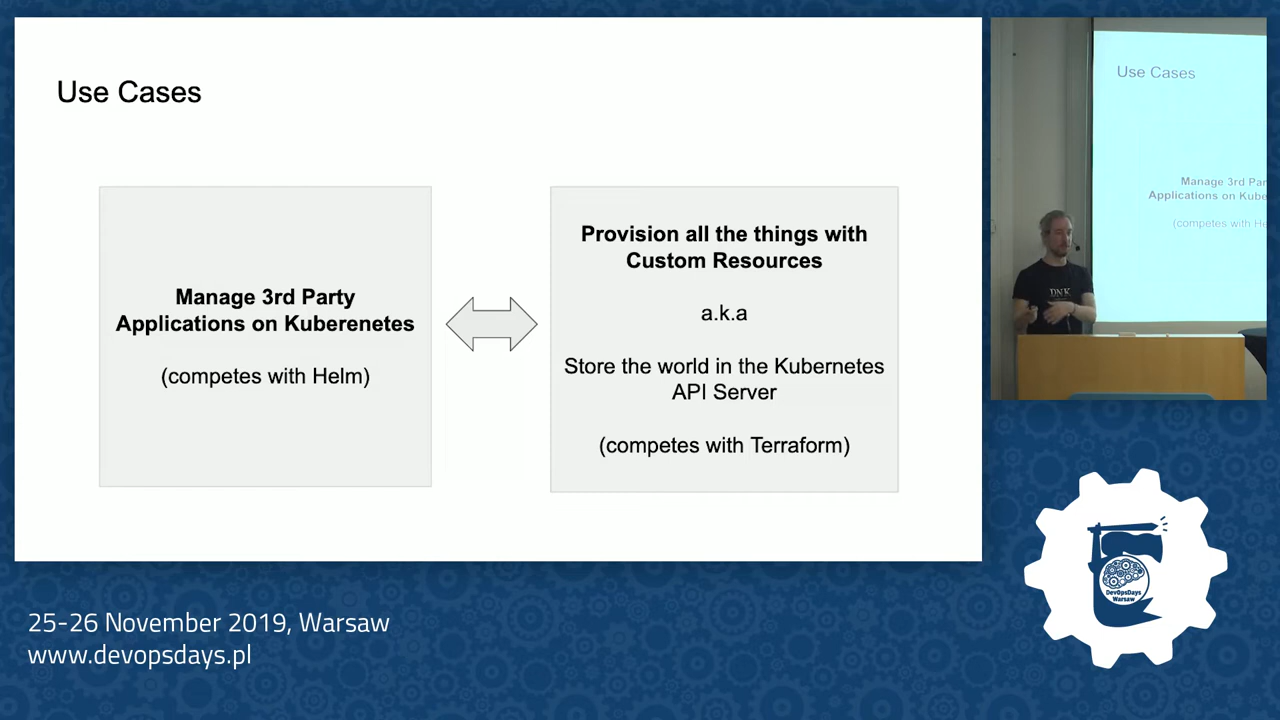 Use Cases
Manage 3rd Party
Applications on Kuberenetes
(competes with Helm)
Provision all the things with
Custom Resources
a.k.a
Store the world in the Kubernetes
API Server
(competes with Terraform)
Use Cases
Manage 3rd Par
Applications on Kube
(competes with He
DNK
25-26 November 2019, Warsaw
www.devopsdays.pl
DevOpsDays
Warsaw